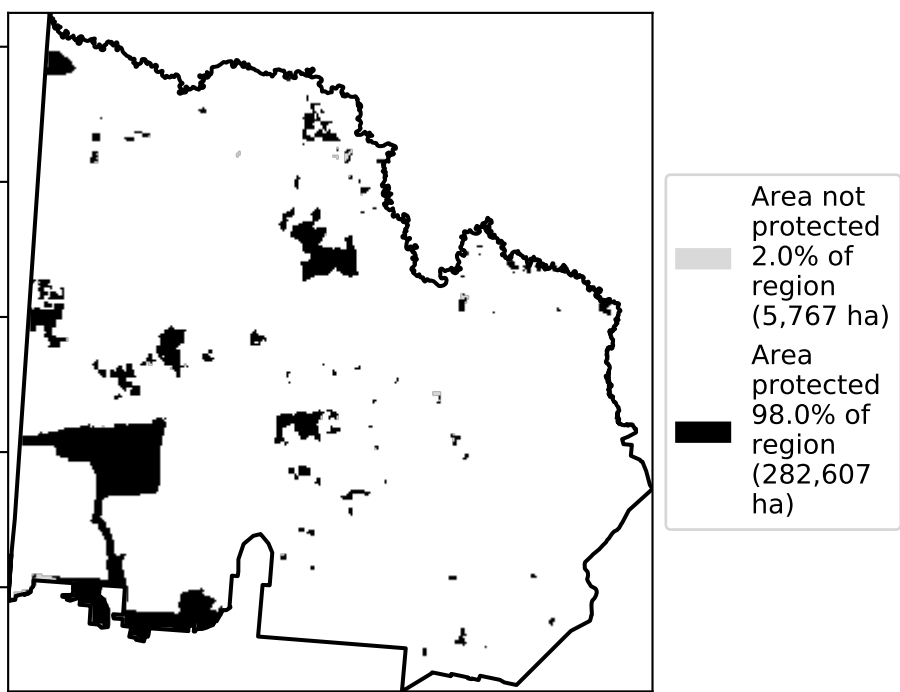 Area not
protected
2.0% of
region
(5,767 ha)
Area
protected
98.0% of
region
(282,607
ha)